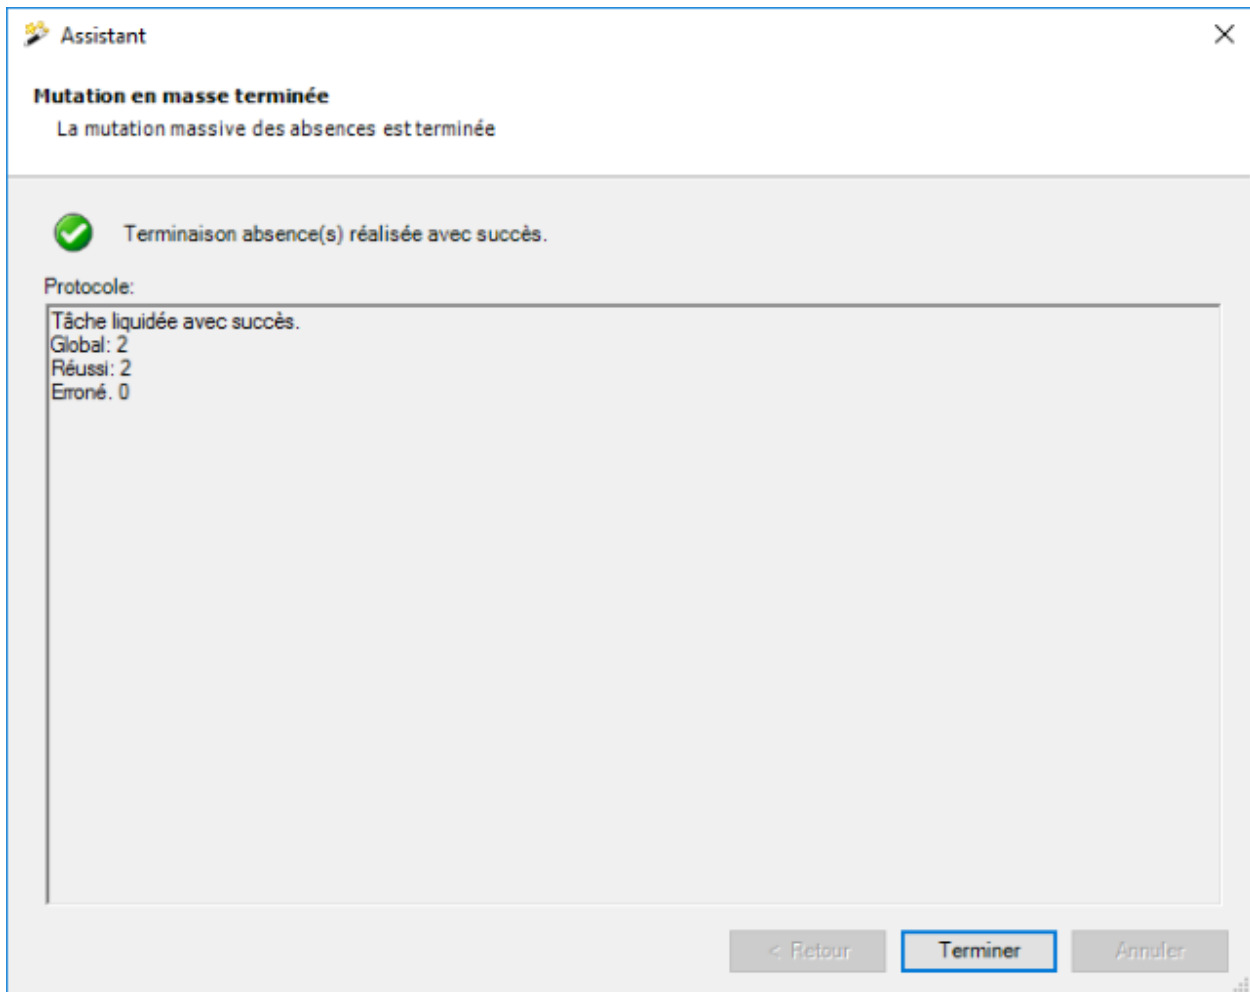 Assistant
Mutation en masse terminée
La mutation massive des absences est terminée
Terminaison absence(s) réalisée avec succès.
Protocole:
Tâche liquidée avec succès.
Global: 2
Réussi: 2
Erroné. 0
< Retour
Terminer
Annuler